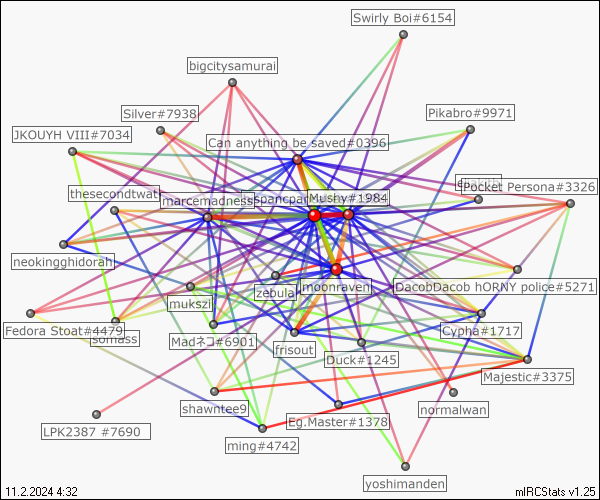 Swirly Boi#6154
bigcitysamurai
Silver#7938
Pikabro#9971
JKOUYH VIII#7034
Can anything be saved#0396
Pocket Persona#3326
thesecondtwat
marcemadness
Mushy#1984
neokingghidorah
moonraven
DacobDacob hORNY police#5271
zebular
mukszi
Fedora Stoat#4479
somass
Madネコ#6901
Cypha#1717
frisout
Duck#1245
Majestic#3375
shawntee9
normalwan
Eg.Master#1378
LPK2387 #7690
ming#4742
yoshimanden
11.2.2024 4:32
mIRCStats v1.25